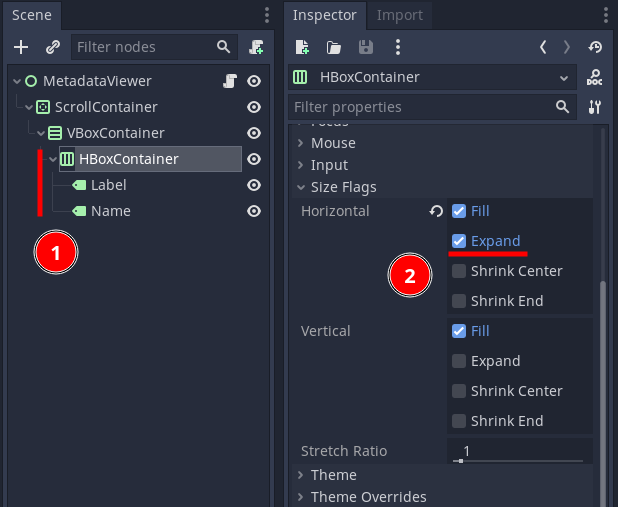 Scene
Filter nodes
MetadataViewer
ScrollContainer
VBoxContainer
HBoxContainer
Label
Name
1
Inspector Import
DOC
HBoxContainer
Filter properties
Focus
Mouse
Input
Size Flags
Horizontal Fill
Expand
2
Shrink Center
Shrink End
Vertical Fill
Expand
Shrink Center
Shrink End
Stretch Ratio 1
Theme
Theme Overrides